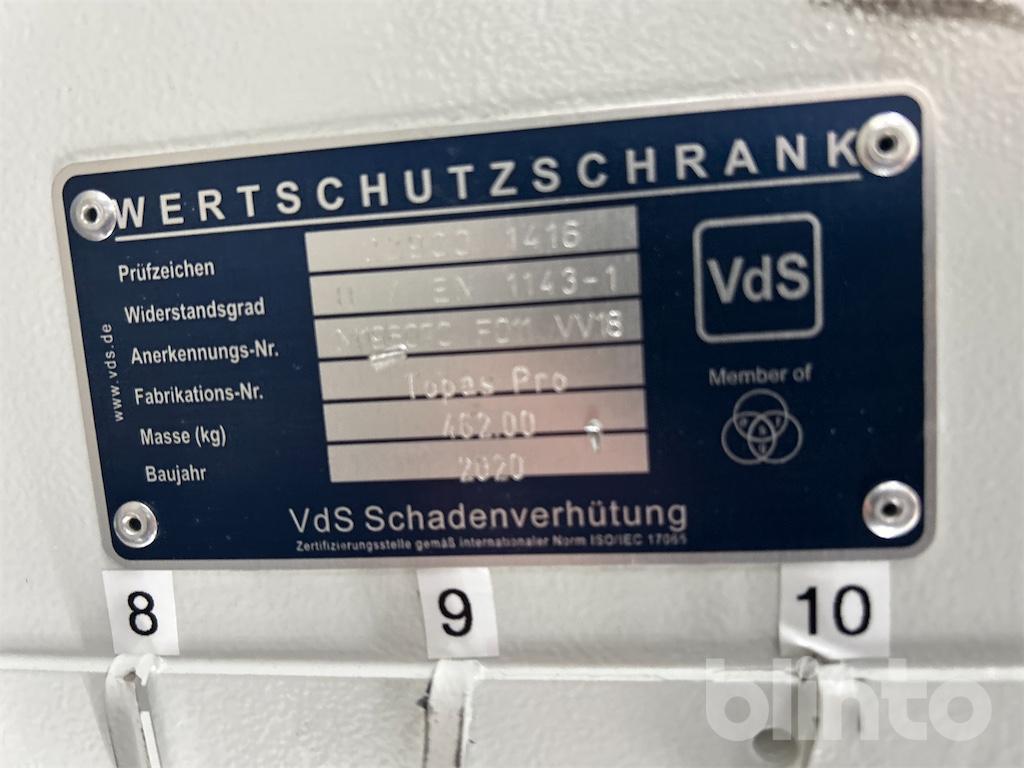 WERTSCHUTZSCHRANK
Prüfzeichen 1416
Widerstandsgrad EN 1143-1
Anerkennungs-Nr. VV18
Fabrikations-Nr. Topas Pro
Masse (kg) 462.00
Baujahr 2020
www.vds.de
VdS
Member of
VdS Schadenverhütung
Zertifizierungsstelle gemäß internationaler Norm ISO/IEC 17065
8 9 10
blinto